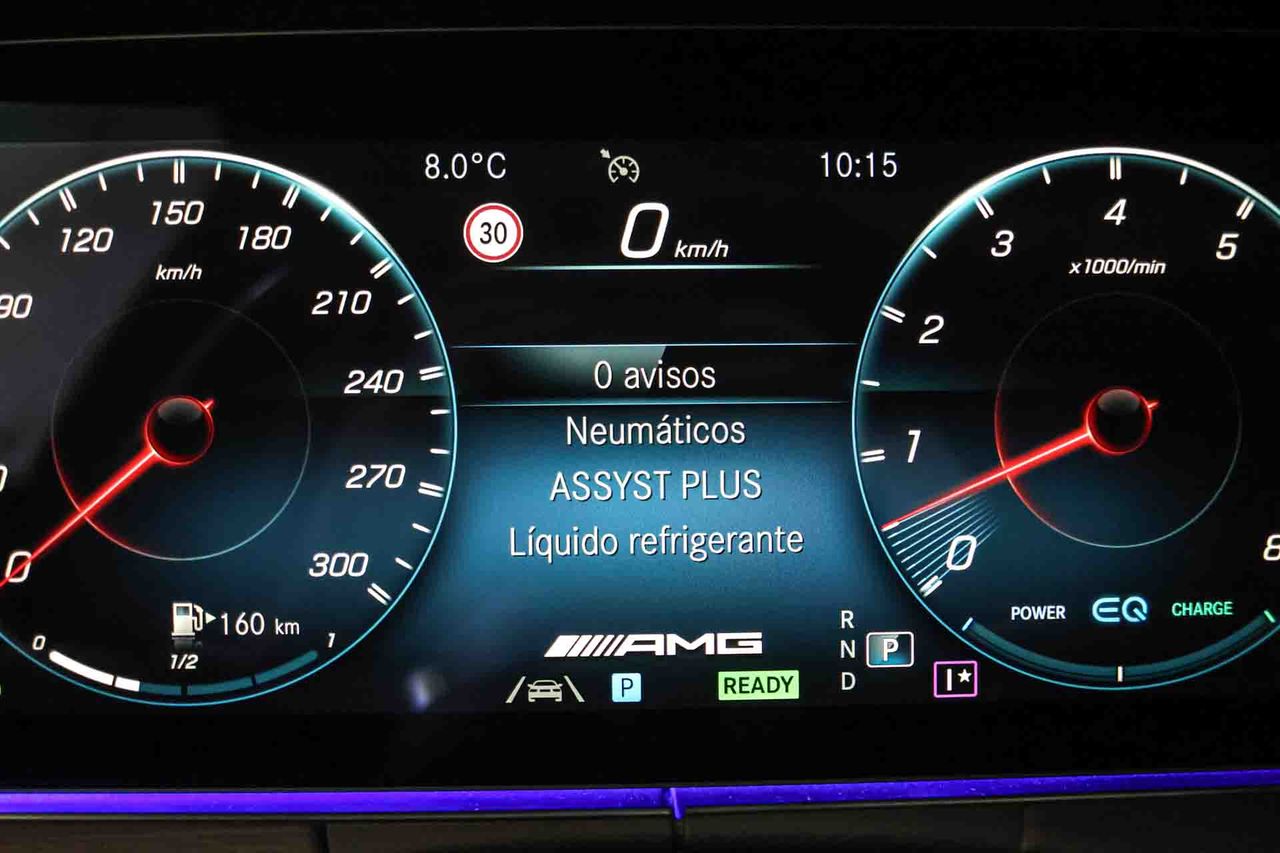 8.0°C
10:15
30
0 km/h
90
120
150
180
210
240
270
300
0
km/h
0 avisos
Neumáticos
ASSYST PLUS
Líquido refrigerante
160 km
0
1/2
1
AMG
P
READY
R
N P
D
I★
0
1
2
3
4
5
8
x1000/min
POWER EQ CHARGE